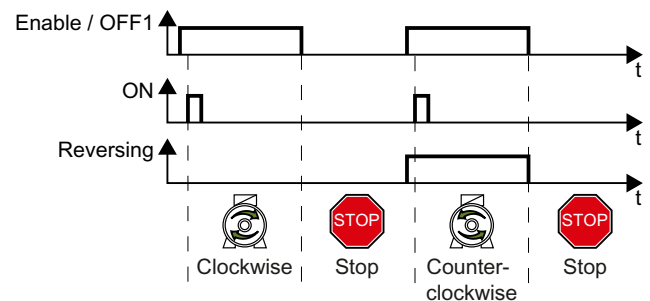 Enable / OFF1
t
ON
t
Reversing
t
STOP
STOP
Clockwise
Stop
Counter-
clockwise
Stop